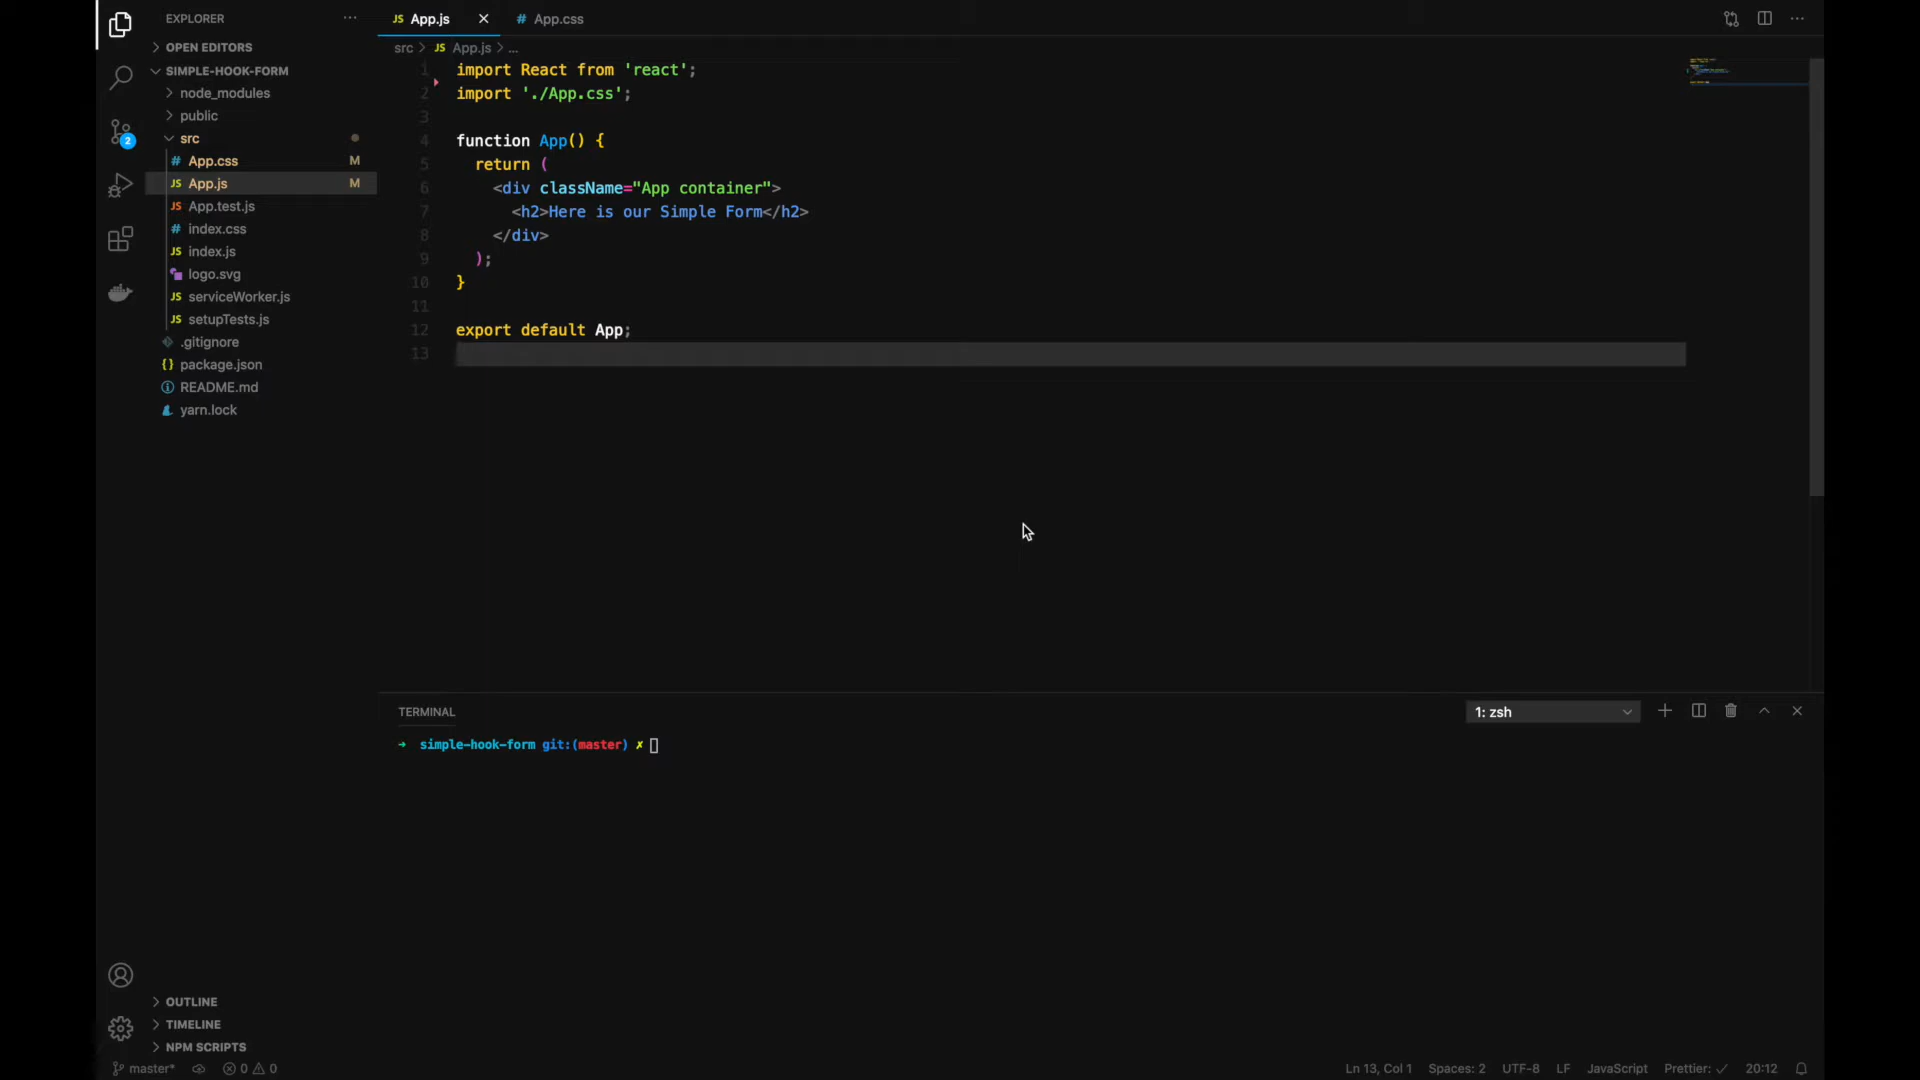 EXPLORER
OPEN EDITORS
SIMPLE-HOOK-FORM
node_modules
public
src
# App.css M
JS App.js M
JS App.test.js
# index.css
JS index.js
logo.svg
JS serviceWorker.js
JS setupTests.js
.gitignore
{} package.json
README.md
yarn.lock
2
OUTLINE
TIMELINE
NPM SCRIPTS
JS App.js
# App.css
src > JS App.js > ...
1 import React from 'react';
2 import './App.css';
3
4 function App() {
5 return (
6 <div className="App container">
7 <h2>Here is our Simple Form</h2>
8 </div>
9 );
10 }
11
12 export default App;
13
TERMINAL
1: zsh
→ simple-hook-form git:(master) ✗
master*
0
0
Ln 13, Col 1
Spaces: 2
UTF-8
LF
JavaScript
Prettier: ✓
20:12